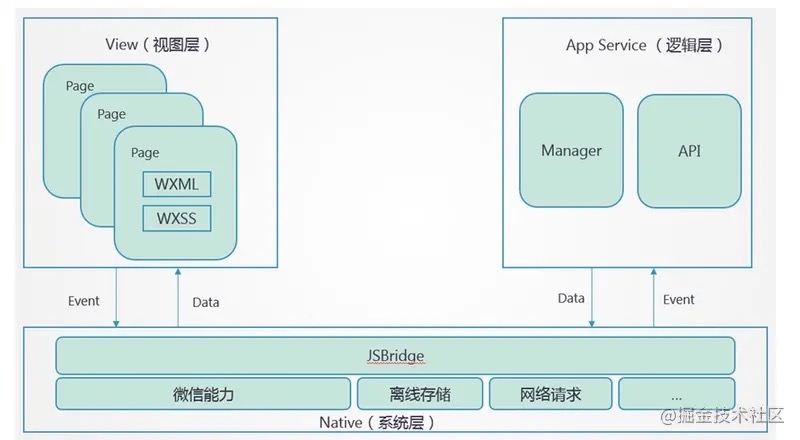 View（视图层）
App Service （逻辑层）
Page
Page
Page
WXML
WXSS
Manager
API
Event
Data
Data
Event
JSBridge
微信能力
离线存储
网络请求
...
Native（系统层）
@掘金技术社区